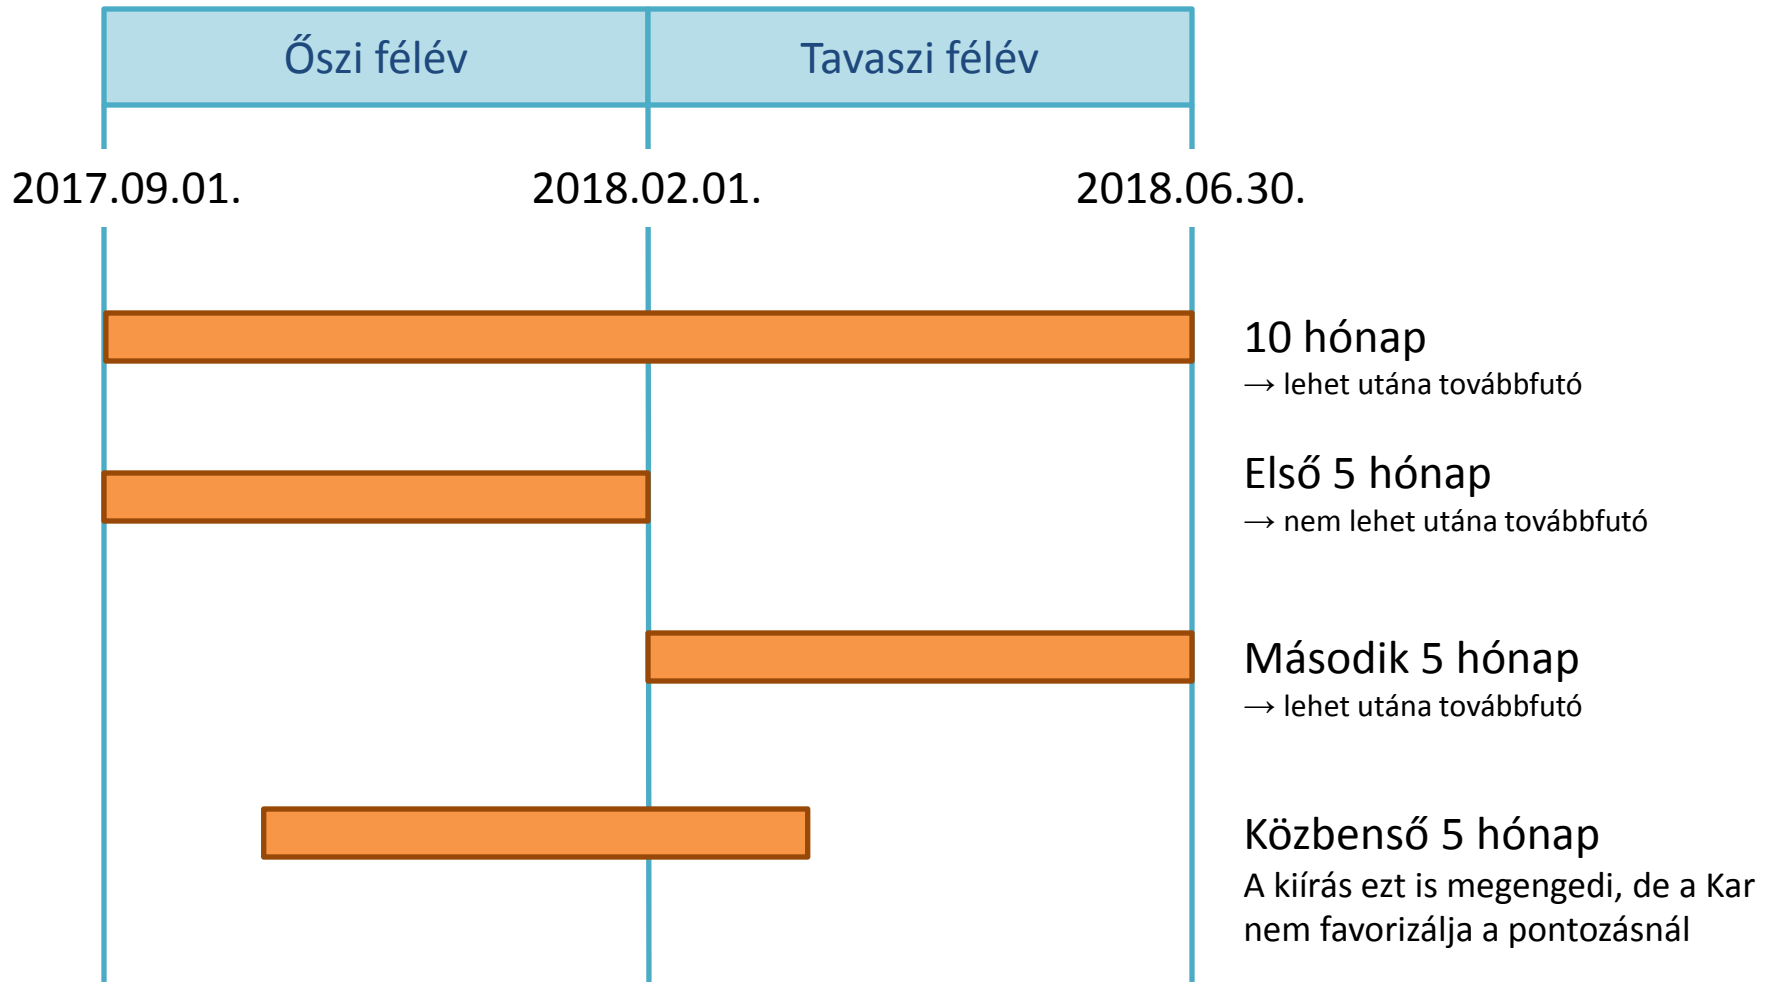 Őszi félév
Tavaszi félév
2017.09.01.
2018.02.01.
2018.06.30.
10 hónap
→ lehet utána továbbfutó
Első 5 hónap
→ nem lehet utána továbbfutó
Második 5 hónap
→ lehet utána továbbfutó
Közbenső 5 hónap
A kiírás ezt is megengedi, de a Kar
nem favorizálja a pontozásnál